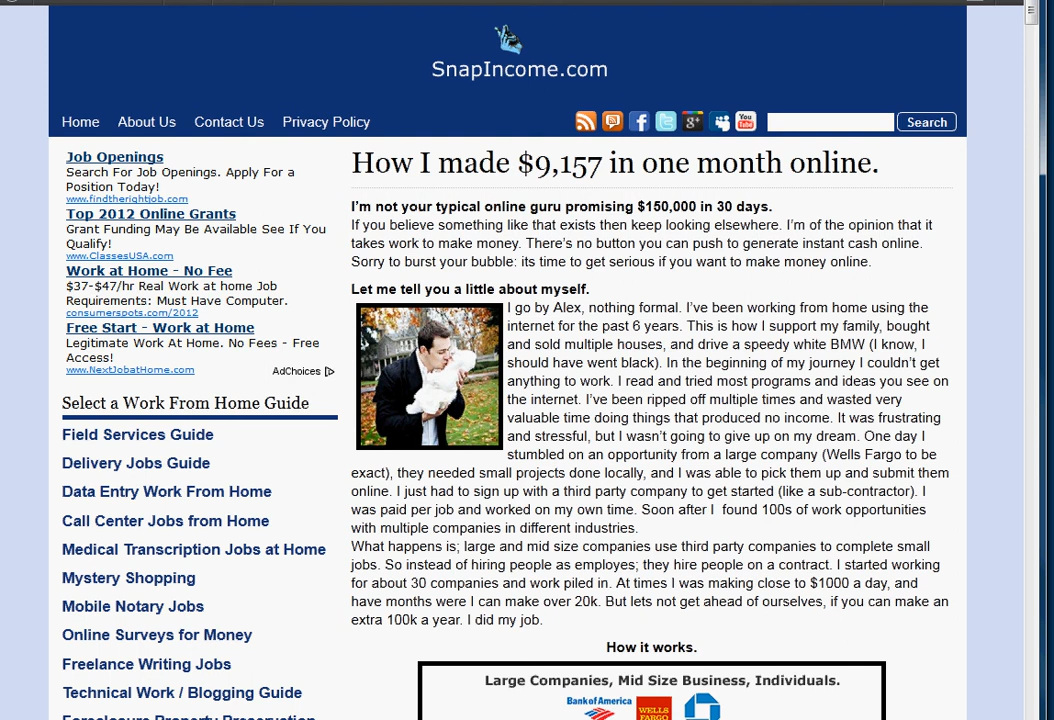 SnapIncome.com
Home About Us Contact Us Privacy Policy
You
Tube
Search
Job Openings
Search For Job Openings. Apply For a
Position Today!
www.findtherightjob.com
Top 2012 Online Grants
Grant Funding May Be Available See If You
Qualify!
www.ClassesUSA.com
Work at Home - No Fee
$37-$47/hr Real Work at home Job
Requirements: Must Have Computer.
consumerspots.com/2012
Free Start - Work at Home
Legitimate Work At Home. No Fees - Free
Access!
www.NextJobatHome.com
AdChoices
Select a Work From Home Guide
Field Services Guide
Delivery Jobs Guide
Data Entry Work From Home
Call Center Jobs from Home
Medical Transcription Jobs at Home
Mystery Shopping
Mobile Notary Jobs
Online Surveys for Money
Freelance Writing Jobs
Technical Work / Blogging Guide
Foreclosure Property Preservation
How I made $9,157 in one month online.
I'm not your typical online guru promising $150,000 in 30 days.
If you believe something like that exists then keep looking elsewhere. I'm of the opinion that it
takes work to make money. There's no button you can push to generate instant cash online.
Sorry to burst your bubble: its time to get serious if you want to make money online.
Let me tell you a little about myself.
I go by Alex, nothing formal. I've been working from home using the
internet for the past 6 years. This is how I support my family, bought
and sold multiple houses, and drive a speedy white BMW (I know, I
should have went black). In the beginning of my journey I couldn't get
anything to work. I read and tried most programs and ideas you see on
the internet. I've been ripped off multiple times and wasted very
valuable time doing things that produced no income. It was frustrating
and stressful, but I wasn't going to give up on my dream. One day I
stumbled on an opportunity from a large company (Wells Fargo to be
exact), they needed small projects done locally, and I was able to pick them up and submit them
online. I just had to sign up with a third party company to get started (like a sub-contractor). I
was paid per job and worked on my own time. Soon after I found 100s of work opportunities
with multiple companies in different industries.
What happens is; large and mid size companies use third party companies to complete small
jobs. So instead of hiring people as employes; they hire people on a contract. I started working
for about 30 companies and work piled in. At times I was making close to $1000 a day, and
have months were I can make over 20k. But lets not get ahead of ourselves, if you can make an
extra 100k a year. I did my job.
How it works.
Large Companies, Mid Size Business, Individuals.
Bank of America
WELLS
FARGO